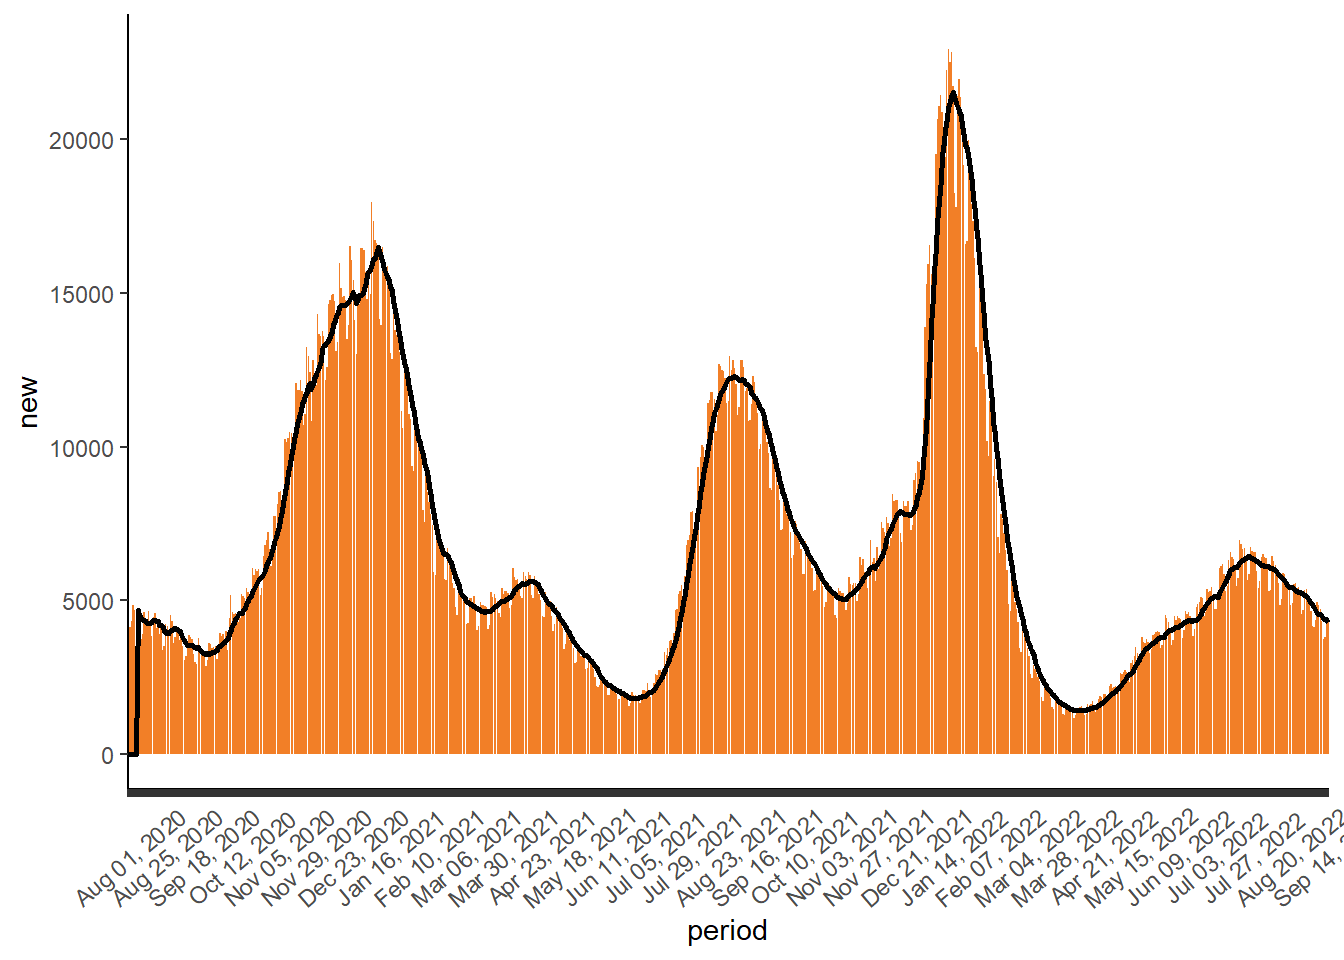 20000
15000
10000
5000
0
new
Aug 01, 2020
Aug 25, 2020
Sep 18, 2020
Oct 12, 2020
Nov 05, 2020
Nov 29, 2020
Dec 23, 2020
Jan 16, 2021
Feb 10, 2021
Mar 06, 2021
Mar 30, 2021
Apr 23, 2021
May 18, 2021
Jun 11, 2021
Jul 05, 2021
Jul 29, 2021
Aug 23, 2021
Sep 16, 2021
Oct 10, 2021
Nov 03, 2021
Nov 27, 2021
Dec 21, 2021
Jan 14, 2022
Feb 07, 2022
Mar 04, 2022
Mar 28, 2022
Apr 21, 2022
May 15, 2022
Jun 09, 2022
Jul 03, 2022
Jul 27, 2022
Aug 20, 2022
Sep 14,
period